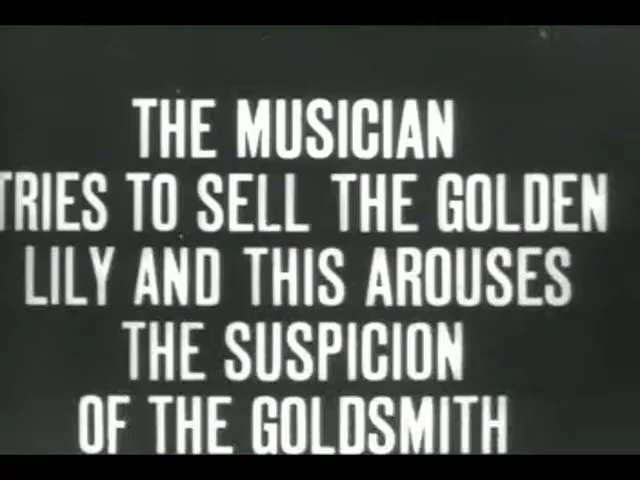 THE MUSICIAN
TRIES TO SELL THE GOLDEN
LILY AND THIS AROUSES
THE SUSPICION
OF THE GOLDSMITH